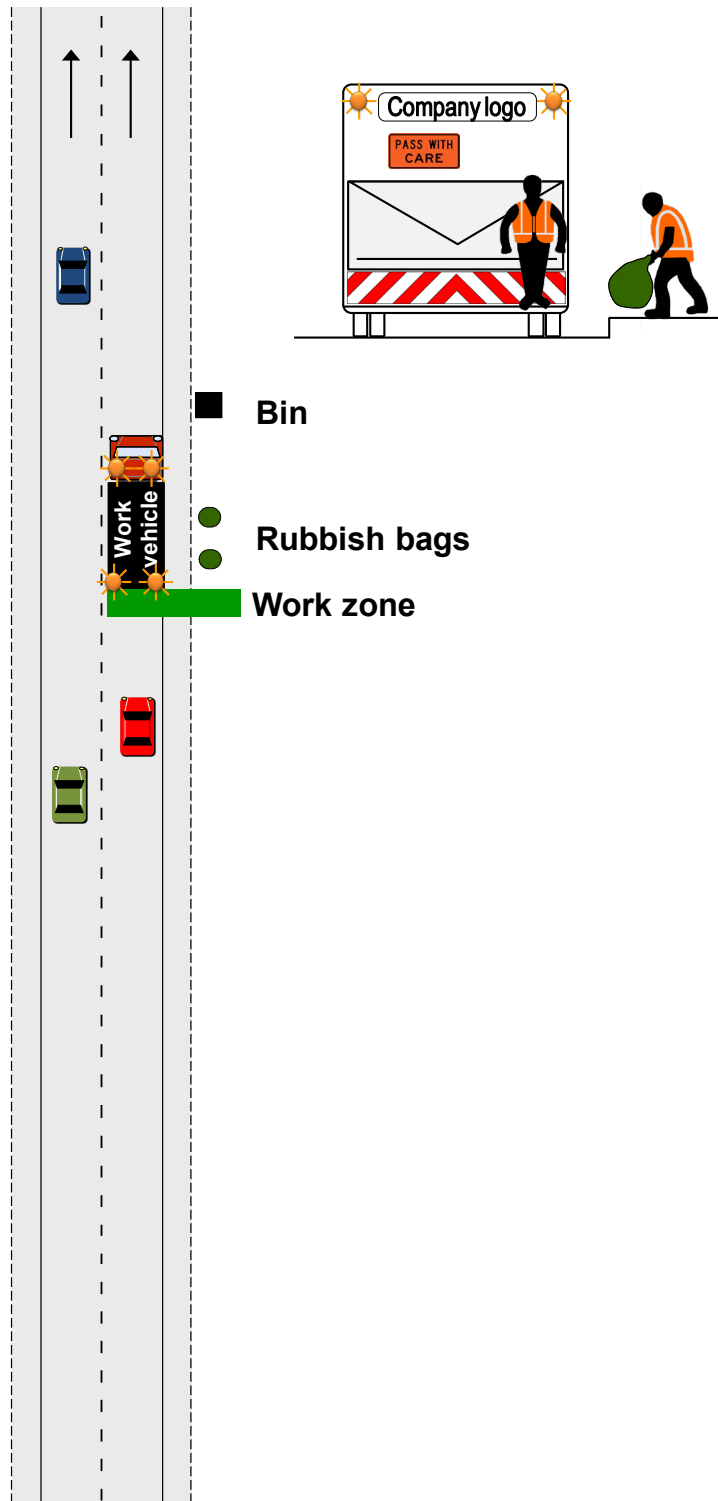 Company logo
PASS WITH
CARE
Bin
Work
vehicle
Rubbish bags
Work zone